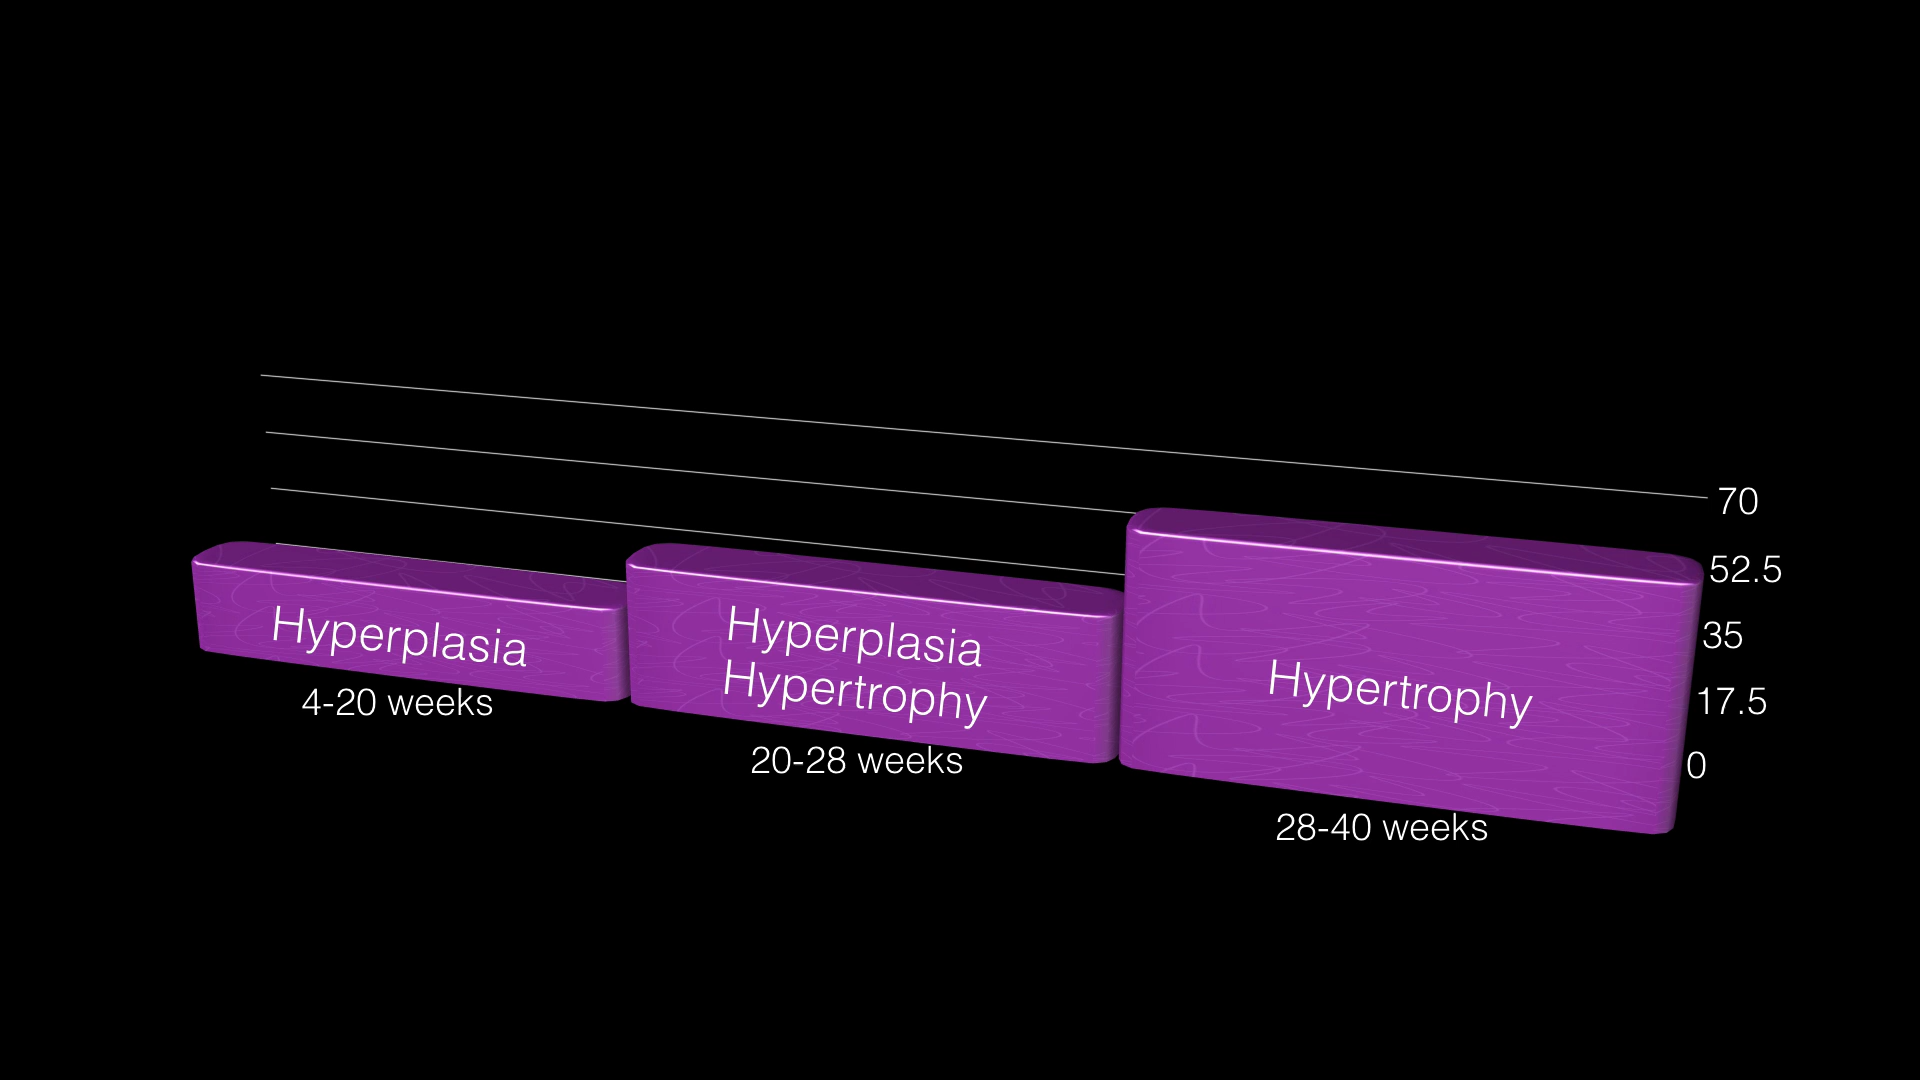 70
52.5
35
17.5
0
Hyperplasia
4-20 weeks
Hyperplasia
Hypertrophy
20-28 weeks
Hypertrophy
28-40 weeks